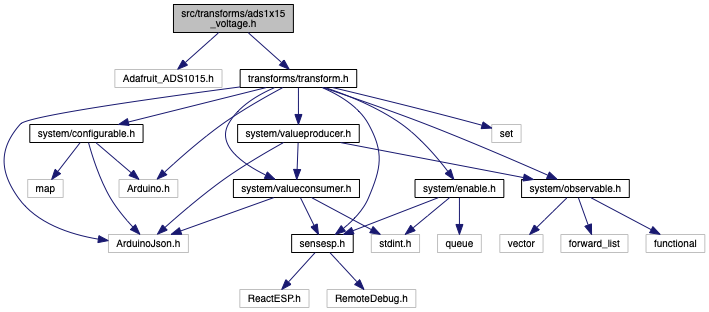 src/transforms/ads1x15
_voltage.h
Adafruit_ADS1015.h
transforms/transform.h
system/configurable.h
system/valueproducer.h
set
map
Arduino.h
system/valueconsumer.h
system/enable.h
system/observable.h
ArduinoJson.h
sensesp.h
stdint.h
queue
vector
forward_list
functional
ReactESP.h
RemoteDebug.h